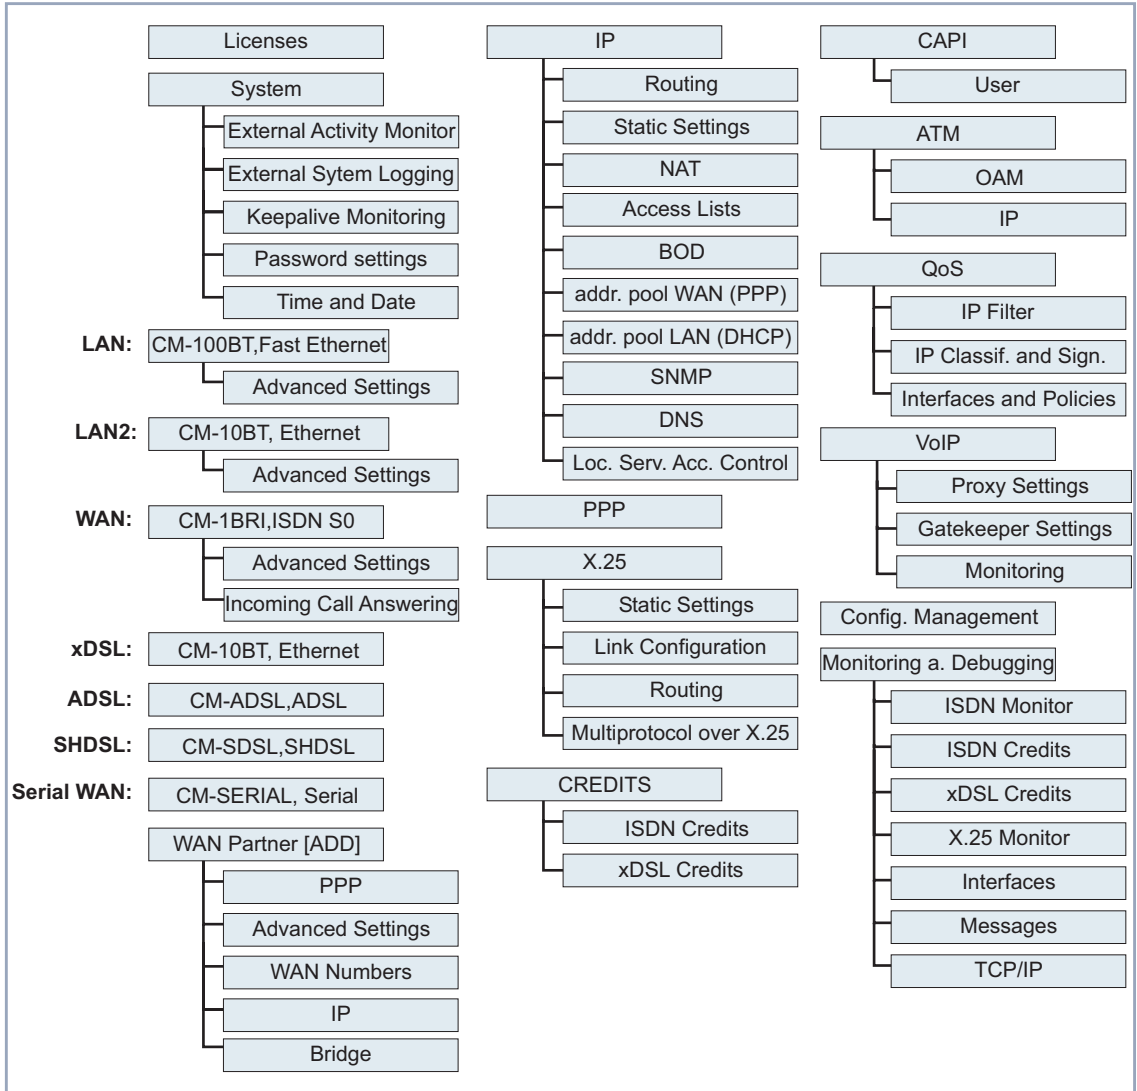 Licenses
System
External Activity Monitor
External Sytem Logging
Keepalive Monitoring
Password settings
Time and Date
LAN: CM-100BT,Fast Ethernet
Advanced Settings
LAN2: CM-10BT, Ethernet
Advanced Settings
WAN: CM-1BRI,ISDN S0
Advanced Settings
Incoming Call Answering
xDSL: CM-10BT, Ethernet
ADSL: CM-ADSL,ADSL
SHDSL: CM-SDSL,SHDSL
Serial WAN: CM-SERIAL, Serial
WAN Partner [ADD]
PPP
Advanced Settings
WAN Numbers
IP
Bridge
IP
Routing
Static Settings
NAT
Access Lists
BOD
addr. pool WAN (PPP)
addr. pool LAN (DHCP)
SNMP
DNS
Loc. Serv. Acc. Control
PPP
X.25
Static Settings
Link Configuration
Routing
Multiprotocol over X.25
CREDITS
ISDN Credits
xDSL Credits
CAPI
User
ATM
OAM
IP
QoS
IP Filter
IP Classif. and Sign.
Interfaces and Policies
VoIP
Proxy Settings
Gatekeeper Settings
Monitoring
Config. Management
Monitoring a. Debugging
ISDN Monitor
ISDN Credits
xDSL Credits
X.25 Monitor
Interfaces
Messages
TCP/IP